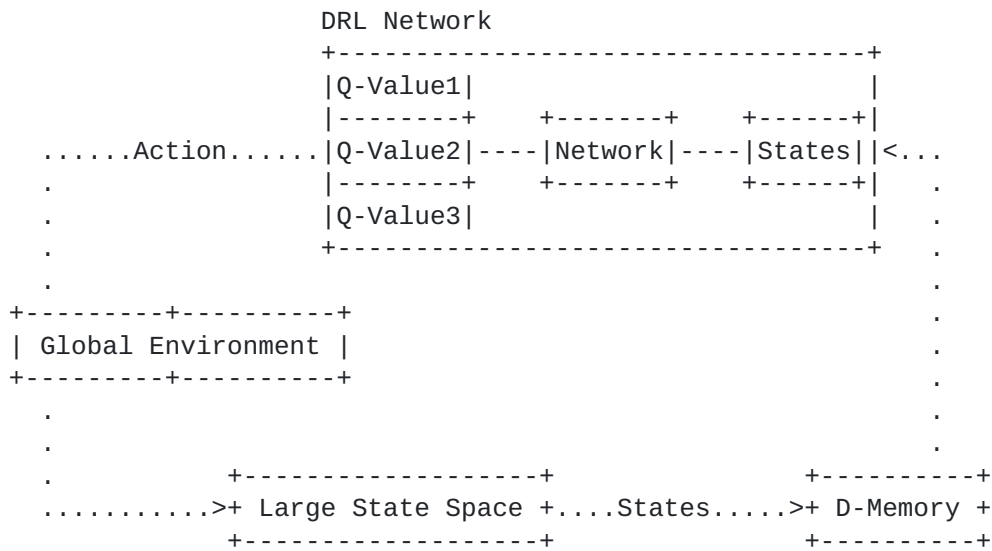 DRL Network
Q-Value1
Action Q-Value2 Network States
Q-Value3
Global Environment
Large State Space States D-Memory